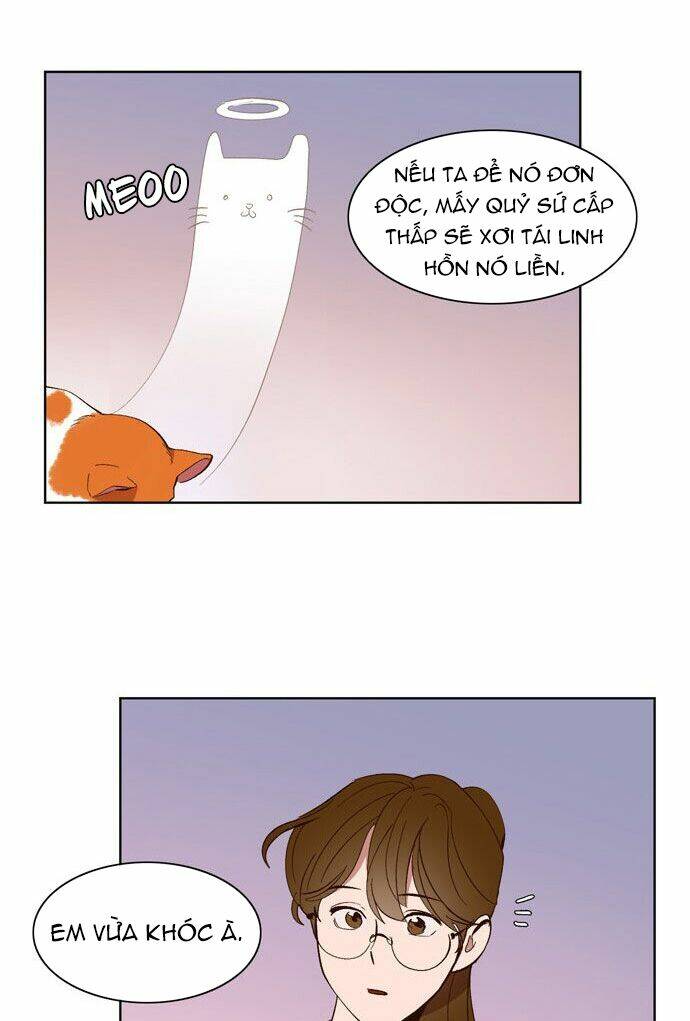 MEOO
NẾU TA ĐỂ NÓ ĐƠN
ĐỘC, MẤY QUỶ SỨ CẤP
THẤP SẼ XƠI TÁI LINH
HỒN NÓ LIỀN.
EM VỪA KHÓC À.